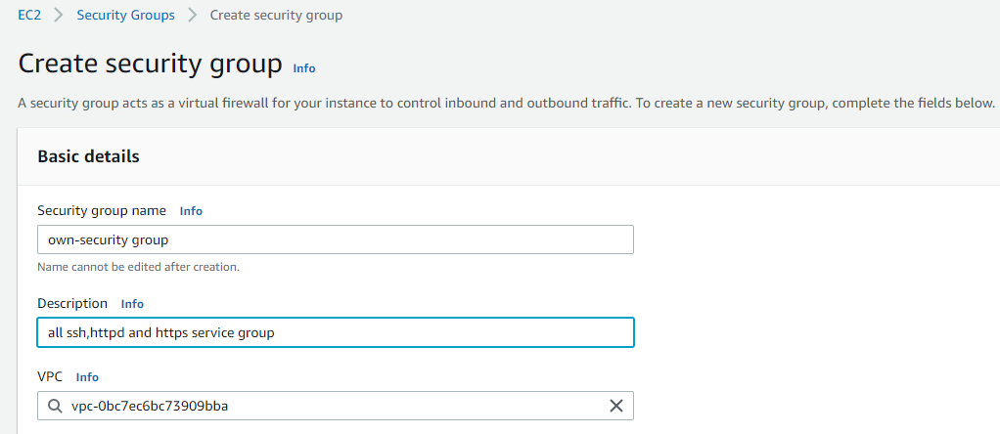 EC2 > Security Groups > Create security group
Create security group Info
A security group acts as a virtual firewall for your instance to control inbound and outbound traffic. To create a new security group, complete the fields below.
Basic details
Security group name Info
own-security group
Name cannot be edited after creation.
Description Info
all ssh,httpd and https service group
VPC Info
vpc-0bc7ec6bc73909bba